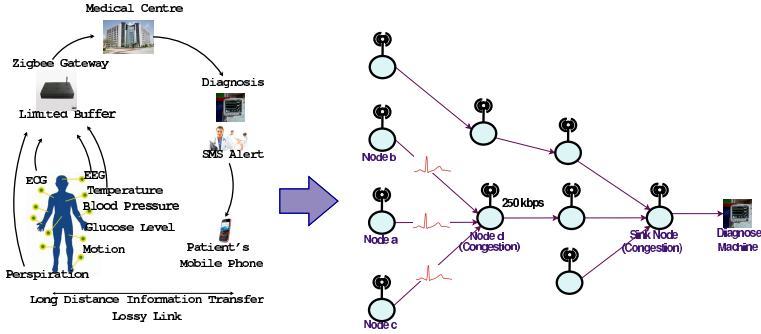 Medical Centre
Zigbee Gateway
Limited Buffer
Diagnosis
SMS Alert
ECG
EEG
Temperature
Blood Pressure
Glucose Level
Motion
Perspiration
Patient's
Mobile Phone
Long Distance Information Transfer
Lossy Link
Node b
Node a
Node c
250 kbps
Node d
(Congestion)
Sink Node
(Congestion)
Diagnose
Machine